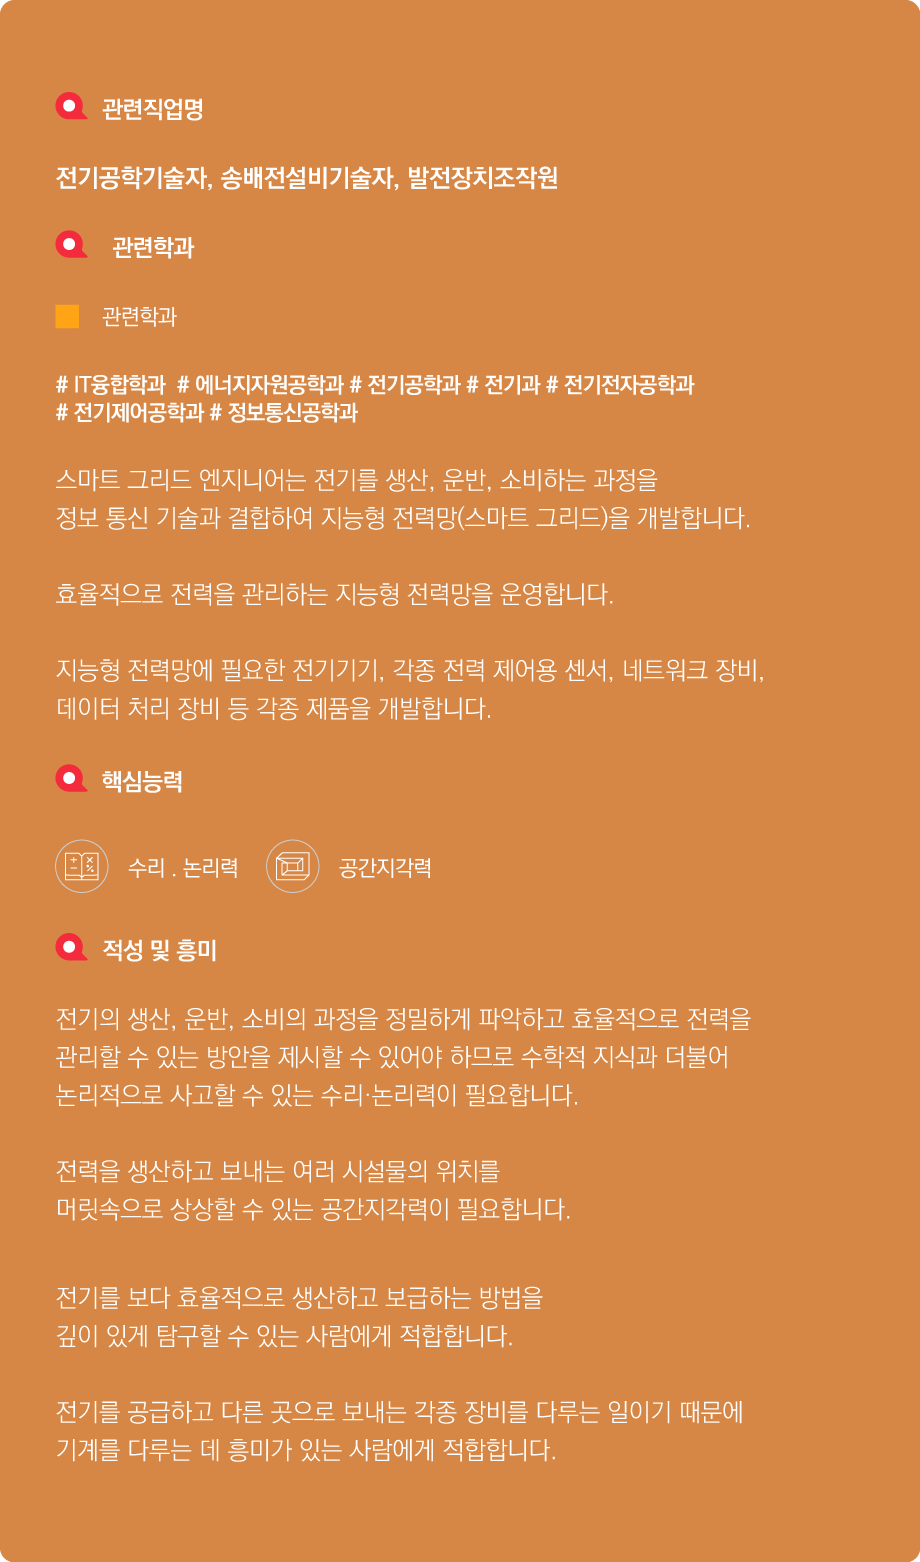 관련직업명
전기공학기술자, 송배전설비기술자, 발전장치조작원
관련학과
관련학과
# IT융합학과 # 에너지자원공학과 # 전기공학과 # 전기과 # 전기전자공학과
# 전기제어공학과 # 정보통신공학과
스마트 그리드 엔지니어는 전기를 생산, 운반, 소비하는 과정을
정보 통신 기술과 결합하여 지능형 전력망(스마트 그리드)을 개발합니다.
효율적으로 전력을 관리하는 지능형 전력망을 운영합니다.
지능형 전력망에 필요한 전기기기, 각종 전력 제어용 센서, 네트워크 장비,
데이터 처리 장비 등 각종 제품을 개발합니다.
핵심능력
수리 . 논리력 공간지각력
적성 및 흥미
전기의 생산, 운반, 소비의 과정을 정밀하게 파악하고 효율적으로 전력을
관리할 수 있는 방안을 제시할 수 있어야 하므로 수학적 지식과 더불어
논리적으로 사고할 수 있는 수리·논리력이 필요합니다.
전력을 생산하고 보내는 여러 시설물의 위치를
머릿속으로 상상할 수 있는 공간지각력이 필요합니다.
전기를 보다 효율적으로 생산하고 보급하는 방법을
깊이 있게 탐구할 수 있는 사람에게 적합합니다.
전기를 공급하고 다른 곳으로 보내는 각종 장비를 다루는 일이기 때문에
기계를 다루는 데 흥미가 있는 사람에게 적합합니다.